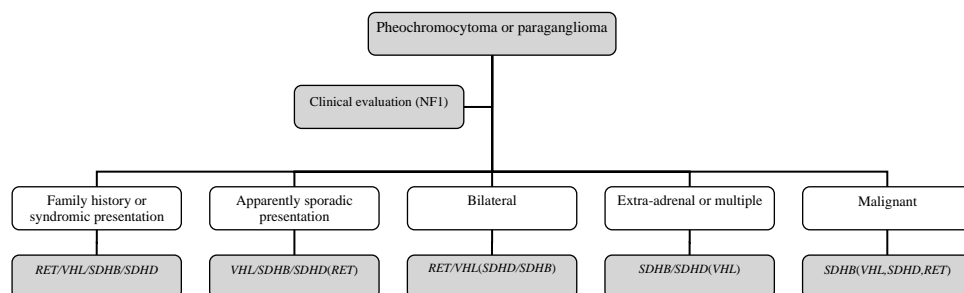 Pheochromocytoma or paraganglioma
Clinical evaluation (NF1)
Family history or
syndromic presentation
Apparently sporadic
presentation
Bilateral
Extra-adrenal or multiple
Malignant
RET/VHL/SDHB/SDHD
VHL/SDHB/SDHD(RET)
RET/VHL(SDHD/SDHB)
SDHB/SDHD(VHL)
SDHB(VHL,SDHD,RET)